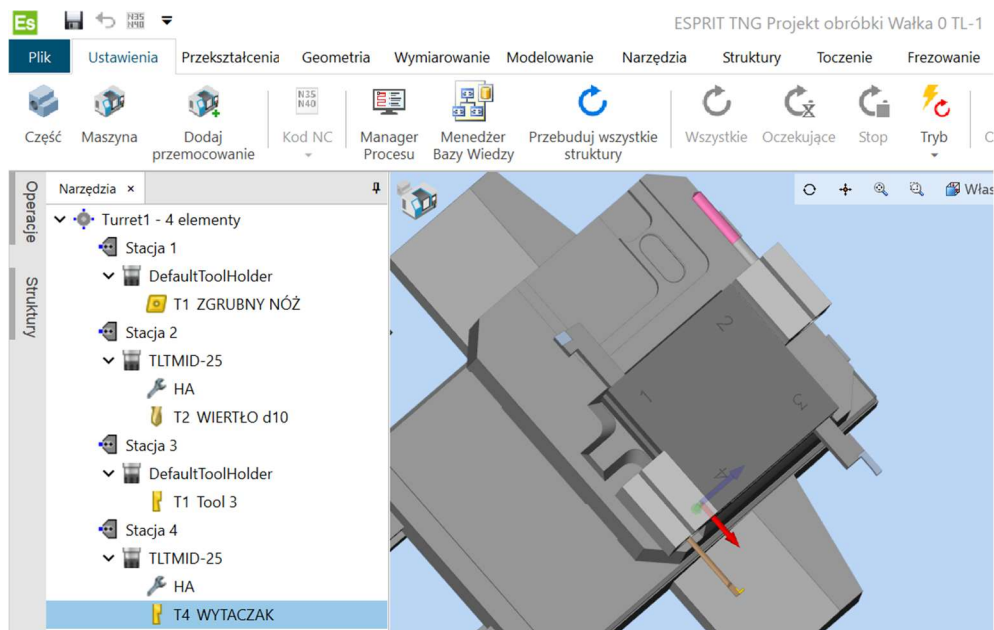 Es N35 N40
ESPRIT TNG Projekt obróbki Wałka 0 TL-1
Plik Ustawienia Przekształcenia Geometria Wymiarowanie Modelowanie Narzędzia Struktury Toczenie Frezowanie
N35
N40
Część Maszyna Dodaj przemocowanie Kod NC Manager Procesu Menedżer Bazy Wiedzy Przebuduj wszystkie struktury Wszystkie Oczekujące Stop Tryb
Operacje
Struktury
Narzędzia ×
Włas
Turret1 - 4 elementy
Stacja 1
DefaultToolHolder
T1 ZGRUBNY NÓŻ
Stacja 2
TLTMID-25
HA
T2 WIERTŁO d10
Stacja 3
DefaultToolHolder
T1 Tool 3
Stacja 4
TLTMID-25
HA
T4 WYTACZAK
2
1
3
4